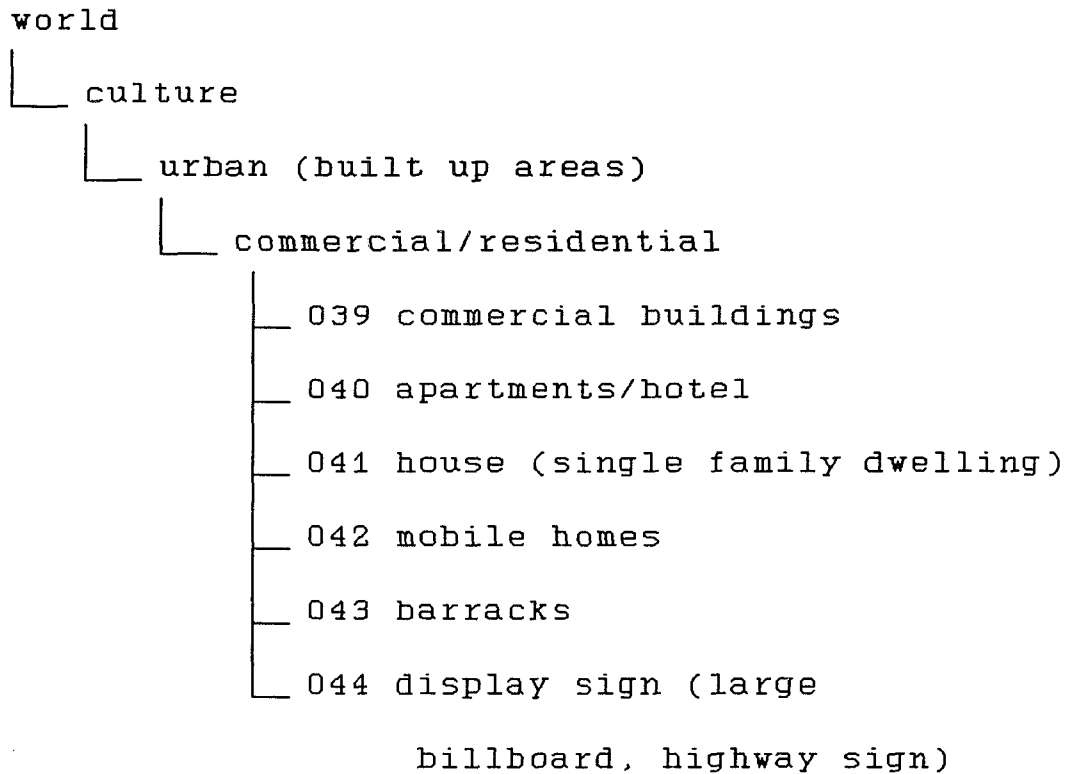 world
culture
urban (built up areas)
commercial/residential
039 commercial buildings
040 apartments/hotel
041 house (single family dwelling)
042 mobile homes
043 barracks
044 display sign (large
billboard, highway sign)